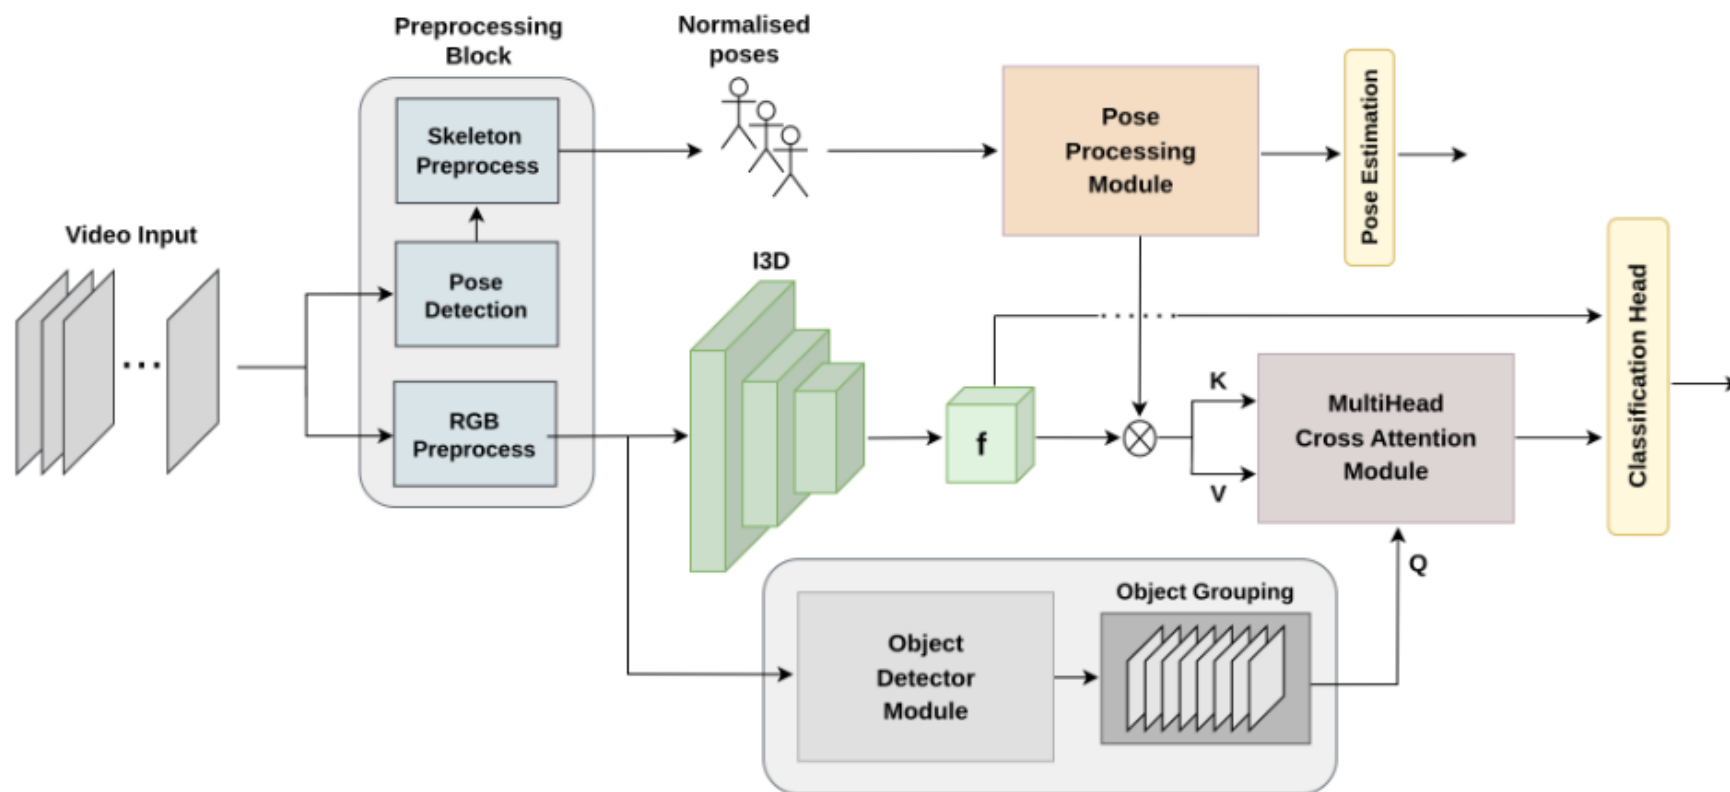 Preprocessing
Block
Normalised
poses
Skeleton
Preprocess
Pose
Processing
Module
Pose Estimation
Video Input
Pose
Detection
I3D
Classification Head
RGB
Preprocess
f
K
V
MultiHead
Cross Attention
Module
Q
Object Grouping
Object
Detector
Module